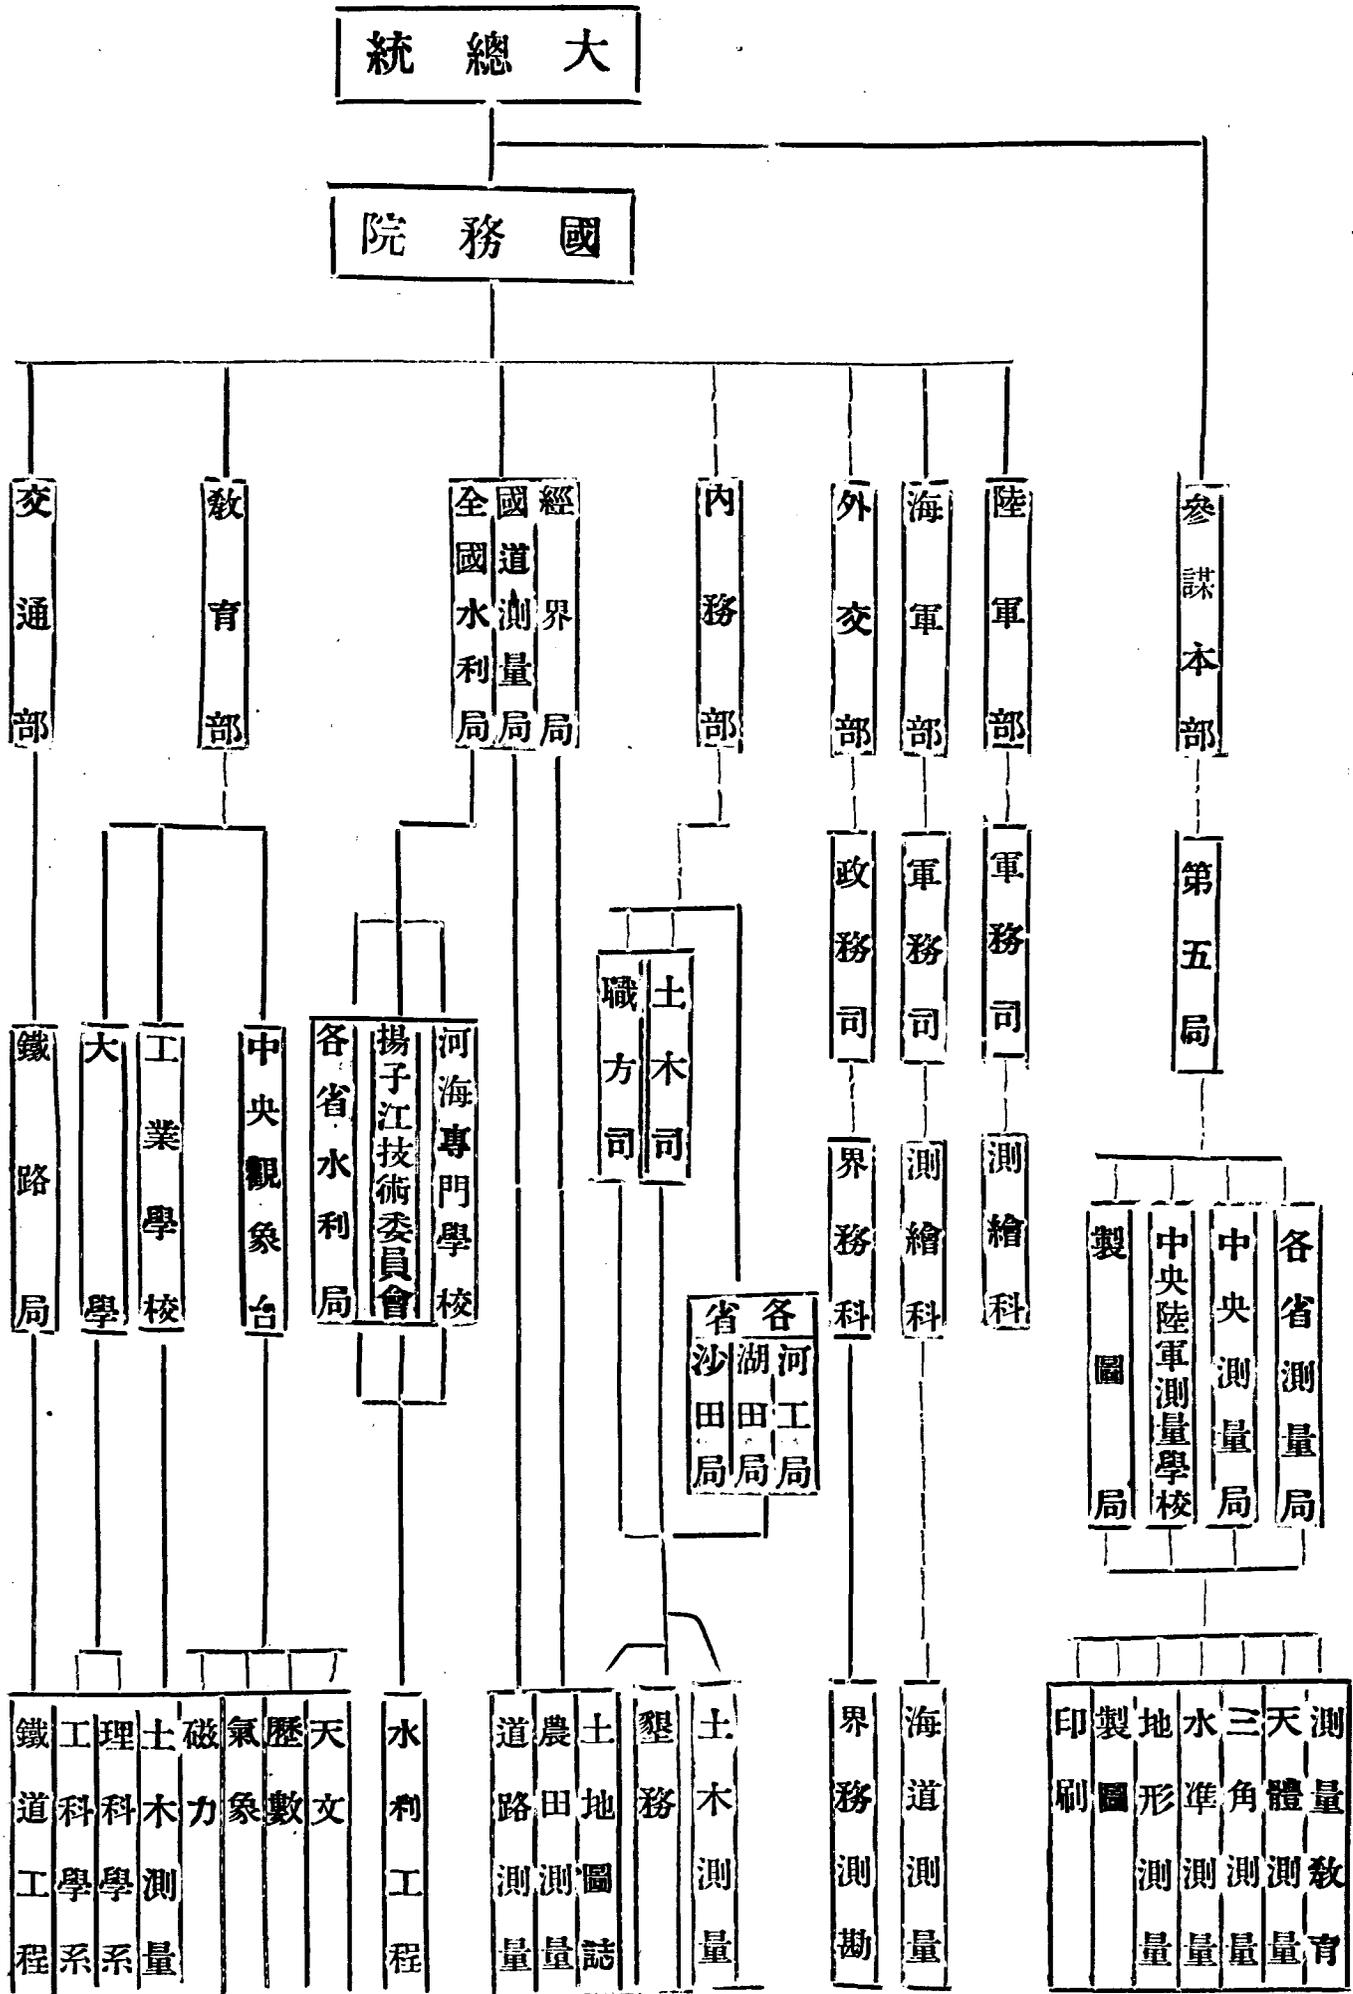 大總統
國務院
參謀本部
陸軍部
海軍部
外交部
內務部
經界局
國道測量局
全國水利局
教育部
交通部
第五局
軍務司
軍務司
政務司
土木司
職方司
各省測量局
中央測量局
中央陸軍測量學校
製圖局
測繪科
測繪科
界務科
各省
河工局
湖田局
沙田局
河海專門學校
揚子江技術委員會
各省水利局
中央觀象台
工業學校
大學
鐵路局
測量教育
天體測量
三角測量
水準測量
地形測量
製圖
印刷
海道測量
界務測勘
土木測量
墾務
土地圖誌
農田測量
道路測量
水利工程
天文
歷數
氣象
磁力
土木測量
理科學系
工科學系
鐵道工程